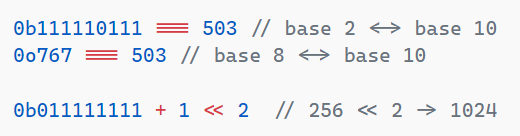 0b111110111 === 503 // base 2 <-> base 10
0o767 === 503 // base 8 <-> base 10
0b011111111 + 1 << 2 // 256 << 2 -> 1024